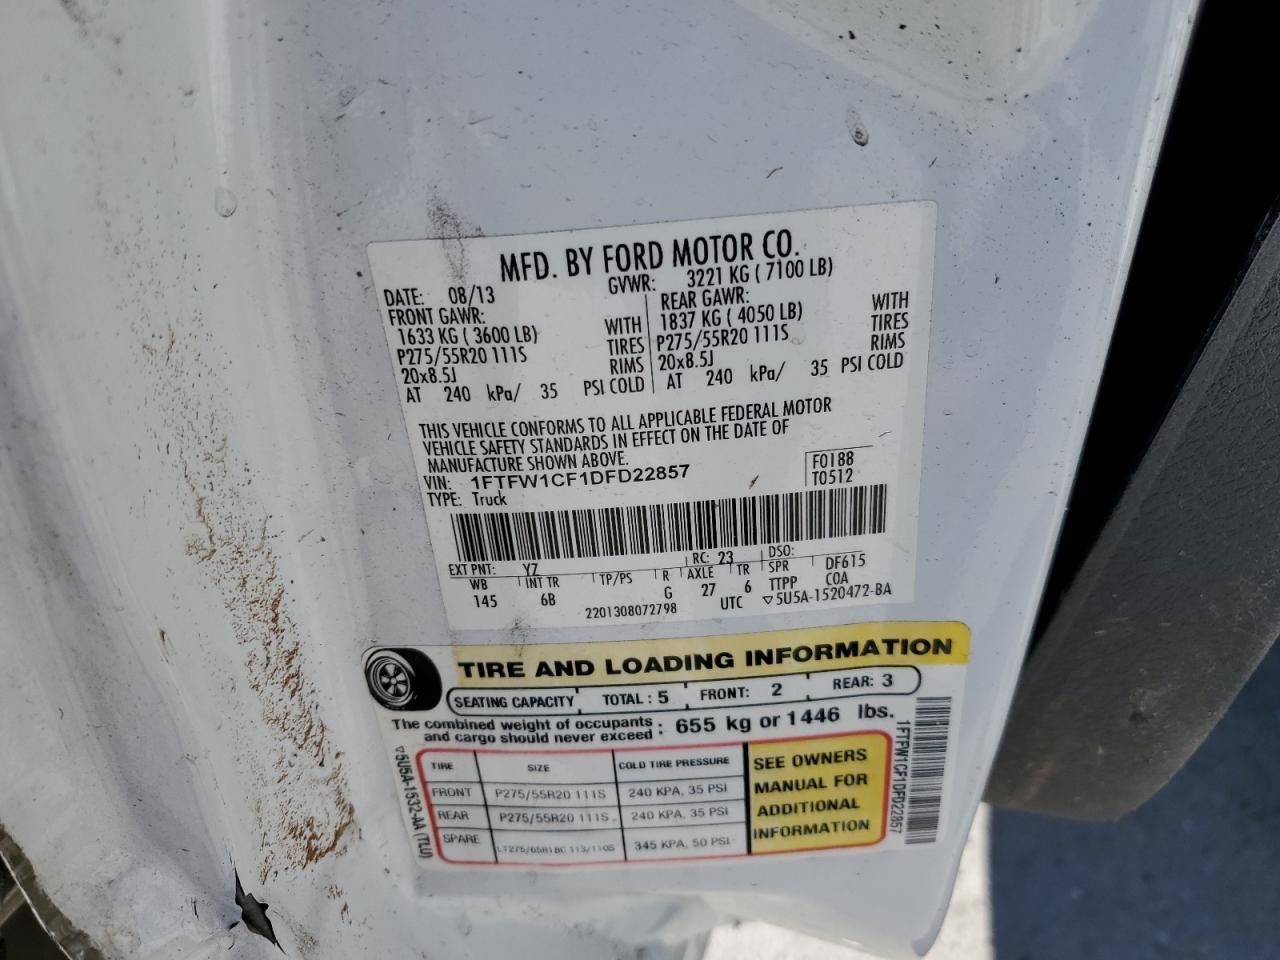 MFD. BY FORD MOTOR CO.
DATE: 08/13 GVWR: 3221 KG ( 7100 LB)
FRONT GAWR: REAR GAWR:
1633 KG ( 3600 LB) WITH 1837 KG ( 4050 LB) WITH
P275/55R20 111S TIRES P275/55R20 111S TIRES
20x8.5J RIMS 20x8.5J RIMS
AT 240 kPa/ 35 PSI COLD AT 240 kPa/ 35 PSI COLD
THIS VEHICLE CONFORMS TO ALL APPLICABLE FEDERAL MOTOR
VEHICLE SAFETY STANDARDS IN EFFECT ON THE DATE OF
MANUFACTURE SHOWN ABOVE.
VIN: 1FTFW1CF1DFD22857 F0188
TYPE: Truck T0512
EXT PNT: YZ RC: 23 DSO:
WB INT TR TP/PS R AXLE TR SPR DF615
145 6B G 27 6 TTPP COA
2201308072798 UTC ▽5U5A-1520472-BA
TIRE AND LOADING INFORMATION
SEATING CAPACITY TOTAL: 5 FRONT: 2 REAR: 3
The combined weight of occupants
and cargo should never exceed : 655 kg or 1446 lbs.
TIRE SIZE COLD TIRE PRESSURE
FRONT P275/55R20 111S 240 KPA, 35 PSI
REAR P275/55R20 111S 240 KPA, 35 PSI
SPARE LT275/65R18C 113/110S 345 KPA, 50 PSI
SEE OWNERS
MANUAL FOR
ADDITIONAL
INFORMATION
▽5U5A-1532-AA (TLU)
1FTFW1CF1DFD22857